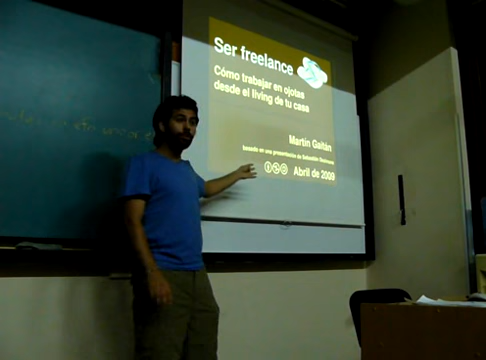 Ser freelance
Cómo trabajar en ojotas
desde el living de tu casa
Martín Gaitán
basado en una presentación de Sebastián
Abril de 2009